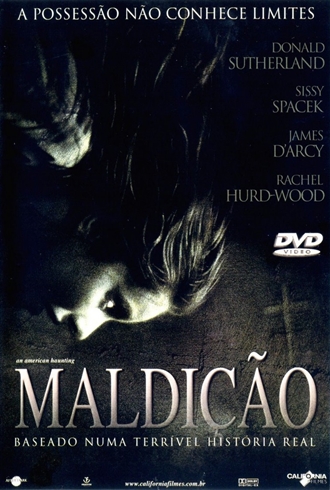 A POSSESSÃO NÃO CONHECE LIMITES
DONALD
SUTHERLAND
SISSY
SPACEK
JAMES
D'ARCY
RACHEL
HURD-WOOD
DVD
VIDEO
an american haunting
MALDIÇÃO
BASEADO NUMA TERRÍVEL HISTÓRIA REAL
www.californiafilmes.com.br
CALIFORNIA
FILMES